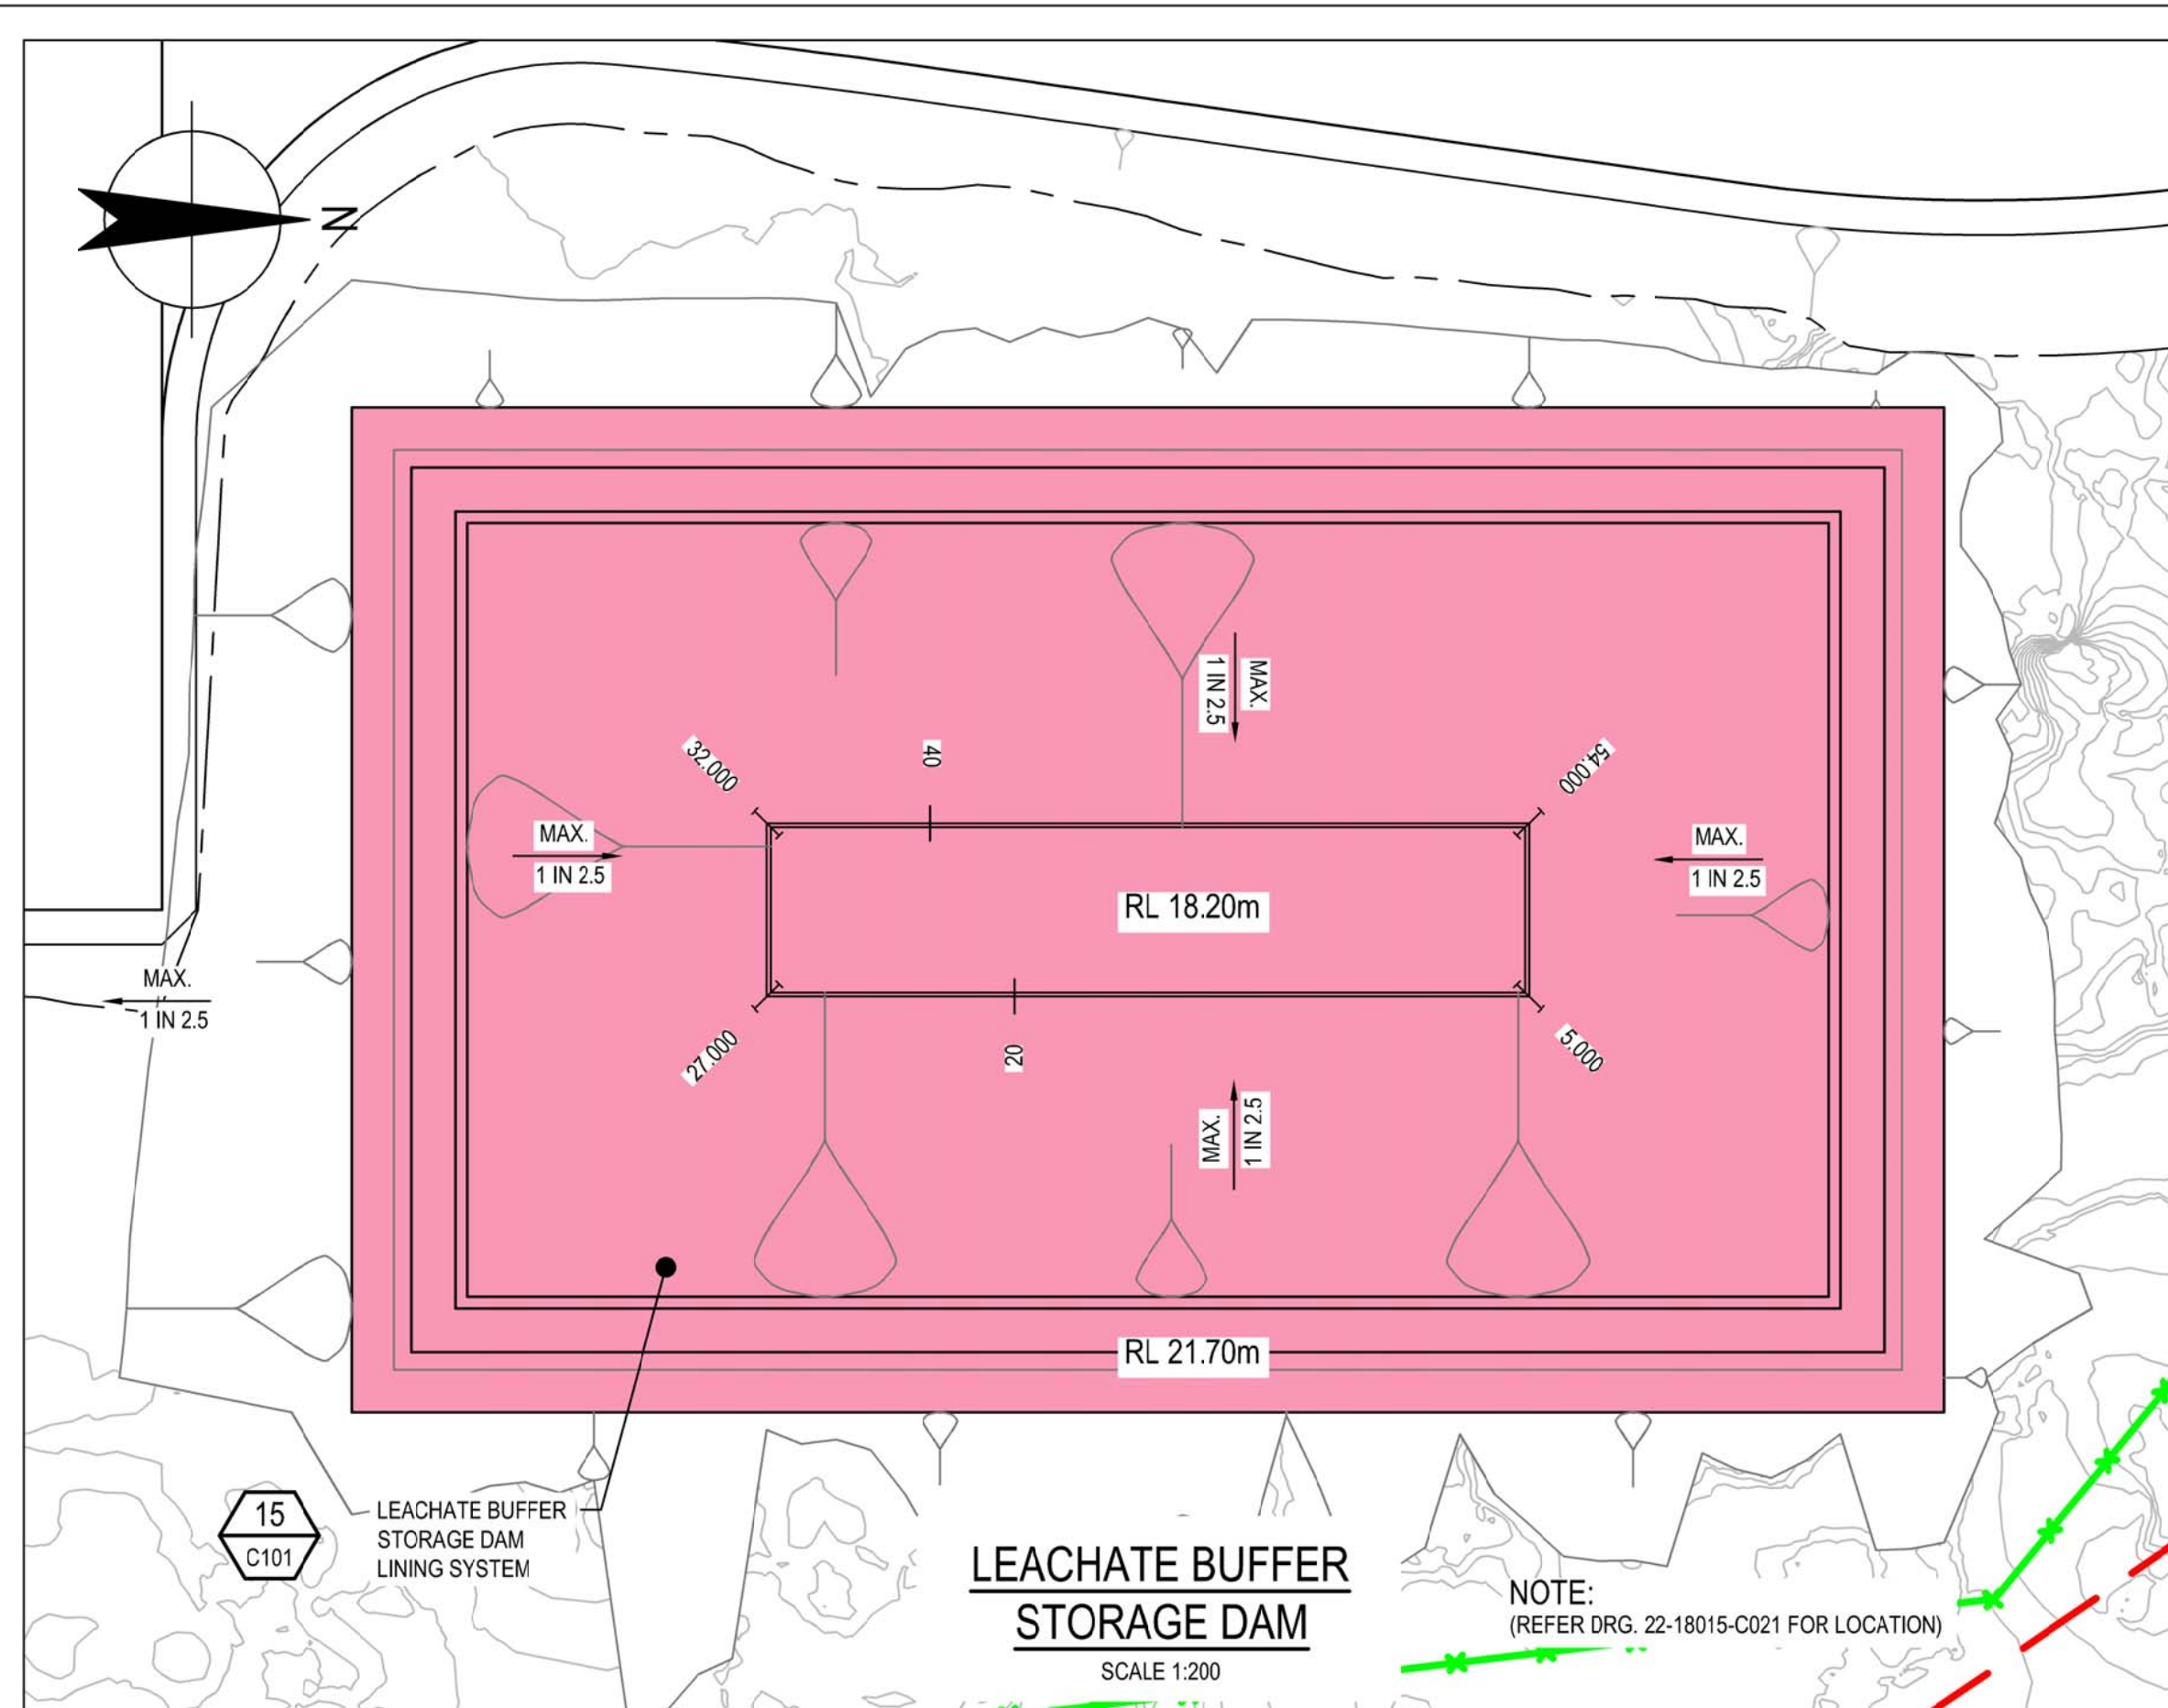 N
MAX.
1 IN 2.5
32.000
40
54.000
MAX.
1 IN 2.5
MAX.
1 IN 2.5
RL 18.20m
MAX.
1 IN 2.5
27.000
20
5.000
MAX.
1 IN 2.5
RL 21.70m
15
C101
LEACHATE BUFFER
STORAGE DAM
LINING SYSTEM
LEACHATE BUFFER
STORAGE DAM
SCALE 1:200
NOTE:
(REFER DRG. 22-18015-C021 FOR LOCATION)